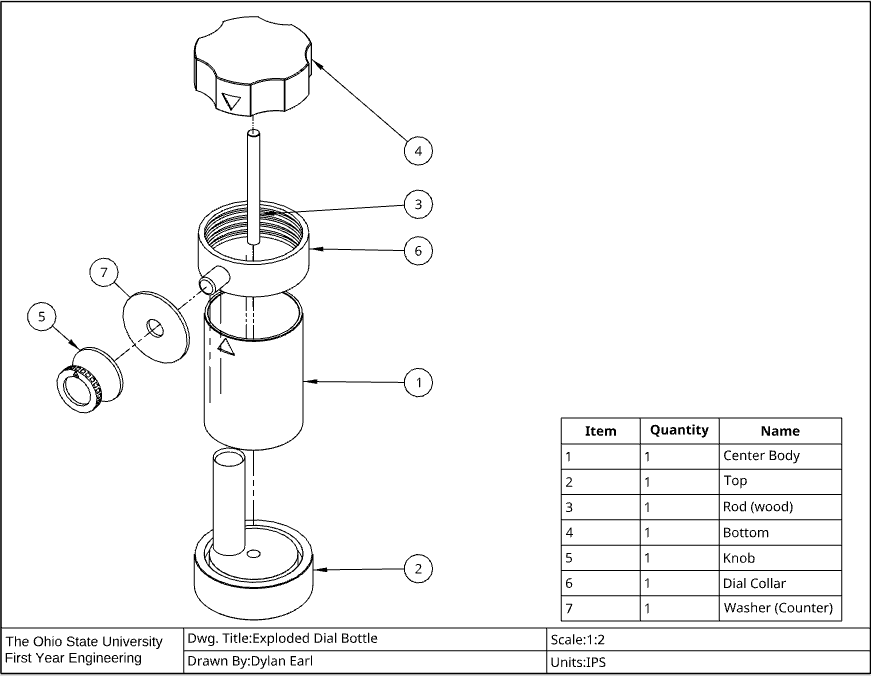 4
3
6
7
5
1
2
Item Quantity Name
1 1 Center Body
2 1 Top
3 1 Rod (wood)
4 1 Bottom
5 1 Knob
6 1 Dial Collar
7 1 Washer (Counter)
The Ohio State University
First Year Engineering
Dwg. Title:Exploded Dial Bottle
Drawn By:Dylan Earl
Scale:1:2
Units:IPS